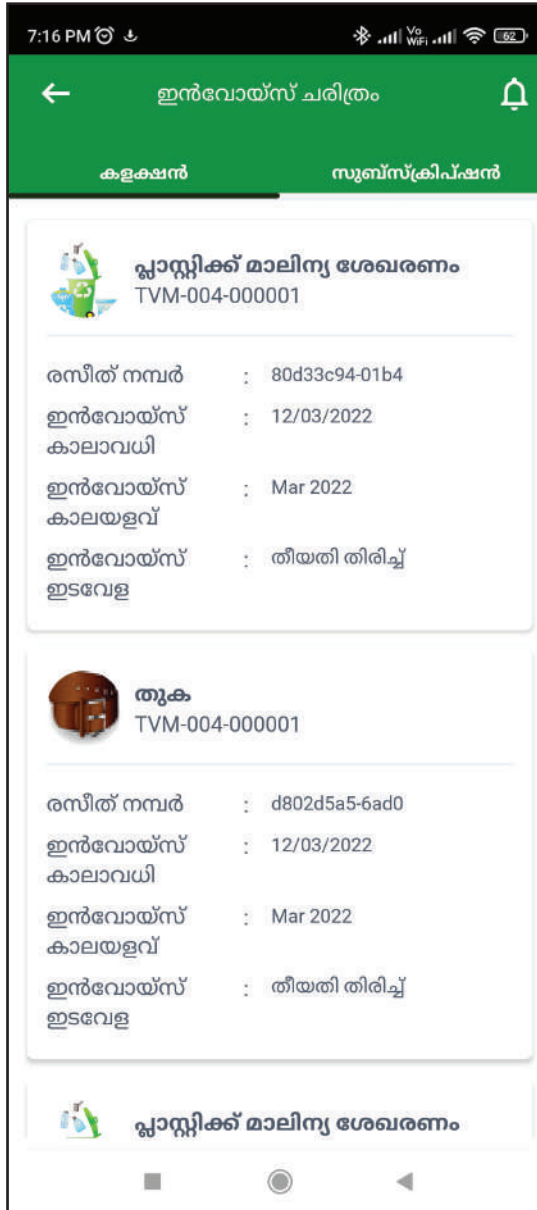 7:16 PM
Vo WiFi 62
ഇൻവോയ്സ് ചരിത്രം
കളക്ഷൻ സുബ്സ്ക്രിപ്ഷൻ
പ്ലാസ്റ്റിക്ക് മാലിന്യ ശേഖരണം
TVM-004-000001
രസീത് നമ്പർ : 80d33c94-01b4
ഇൻവോയ്സ് : 12/03/2022
കാലാവധി
ഇൻവോയ്സ് : Mar 2022
കാലയളവ്
ഇൻവോയ്സ് : തീയതി തിരിച്ച്
ഇടവേള
തുക
TVM-004-000001
രസീത് നമ്പർ : d802d5a5-6ad0
ഇൻവോയ്സ് : 12/03/2022
കാലാവധി
ഇൻവോയ്സ് : Mar 2022
കാലയളവ്
ഇൻവോയ്സ് : തീയതി തിരിച്ച്
ഇടവേള
പ്ലാസ്റ്റിക്ക് മാലിന്യ ശേഖരണം